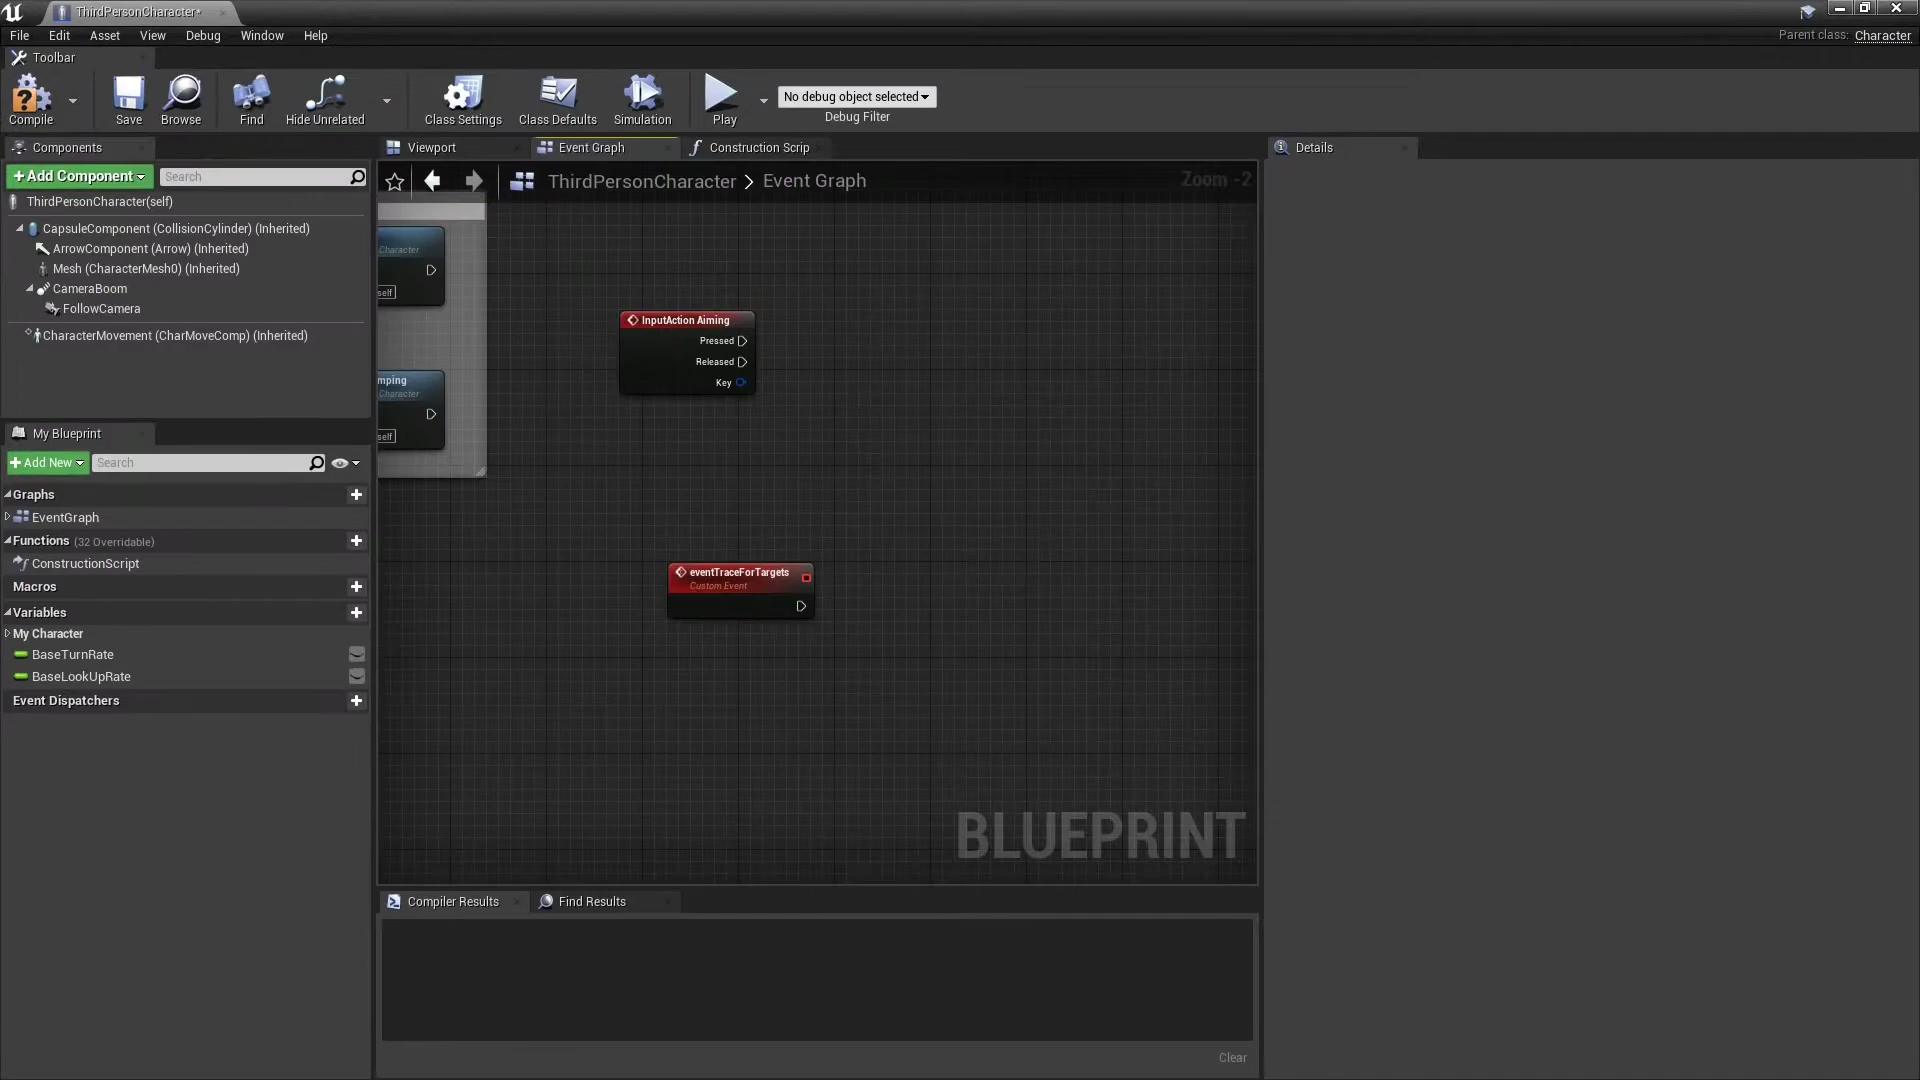 ThirdPersonCharacter*
File Edit Asset View Debug Window Help
Parent class: Character
Toolbar
Compile Save Browse Find Hide Unrelated Class Settings Class Defaults Simulation Play
No debug object selected
Debug Filter
Components
Add Component
Search
ThirdPersonCharacter(self)
CapsuleComponent (CollisionCylinder) (Inherited)
ArrowComponent (Arrow) (Inherited)
Mesh (CharacterMesh0) (Inherited)
CameraBoom
FollowCamera
CharacterMovement (CharMoveComp) (Inherited)
My Blueprint
Add New
Search
Graphs
EventGraph
Functions (32 Overridable)
ConstructionScript
Macros
Variables
My Character
BaseTurnRate
BaseLookUpRate
Event Dispatchers
Viewport
Event Graph
Construction Scrip
ThirdPersonCharacter > Event Graph
Zoom -2
Character
self
mping
Character
self
InputAction Aiming
Pressed
Released
Key
eventTraceForTargets
Custom Event
BLUEPRINT
Compiler Results
Find Results
Clear
Details